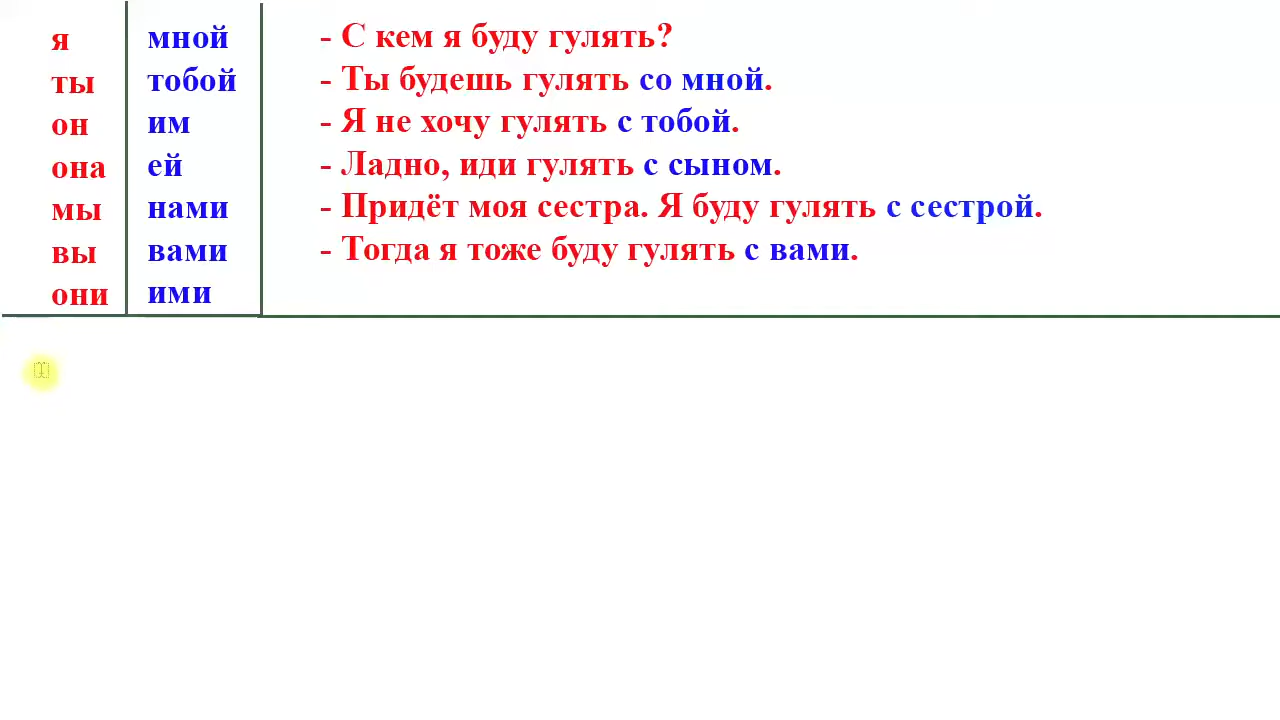 я мной - С кем я буду гулять?
ты тобой - Ты будешь гулять со мной.
он им - Я не хочу гулять с тобой.
она ей - Ладно, иди гулять с сыном.
мы нами - Придёт моя сестра. Я буду гулять с сестрой.
вы вами - Тогда я тоже буду гулять с вами.
они ими